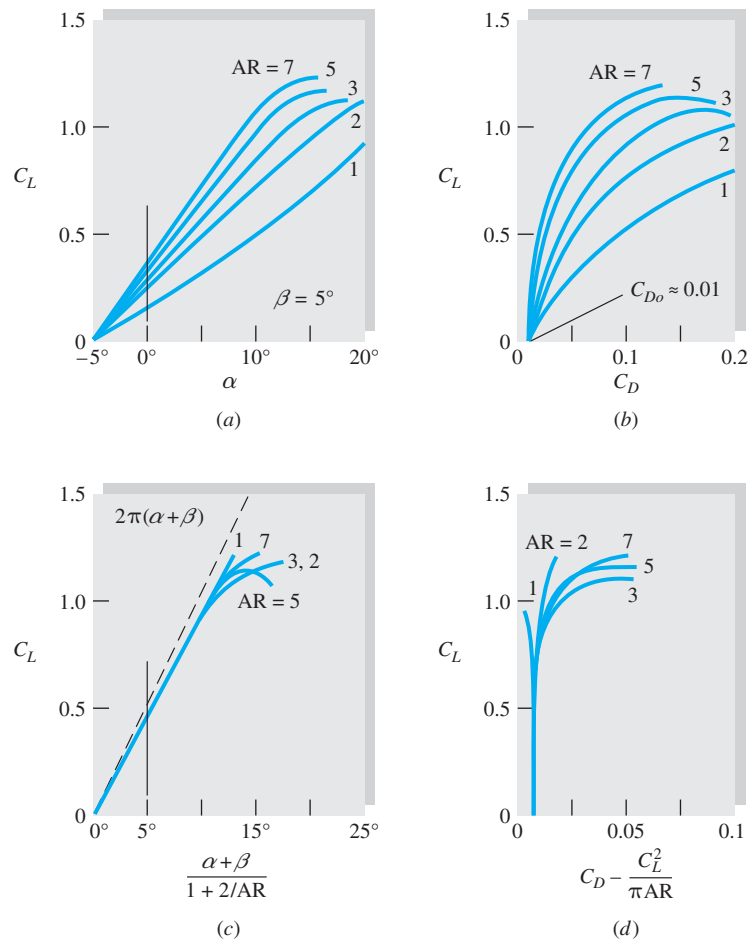 1.5
1.0
0.5
0
C_L
AR = 7
5
3
2
1
β = 5°
−5° 0° 10° 20°
α
(a)
1.5
1.0
0.5
0
C_L
AR = 7
5
3
2
1
C_Do ≈ 0.01
0 0.1 0.2
C_D
(b)
1.5
1.0
0.5
0
C_L
2π(α+β)
1 7
3, 2
AR = 5
0° 5° 15° 25°
α+β
1 + 2/AR
(c)
1.5
1.0
0.5
0
C_L
AR = 2
7
1
5
3
0 0.05 0.1
C_D − C_L^2
πAR
(d)